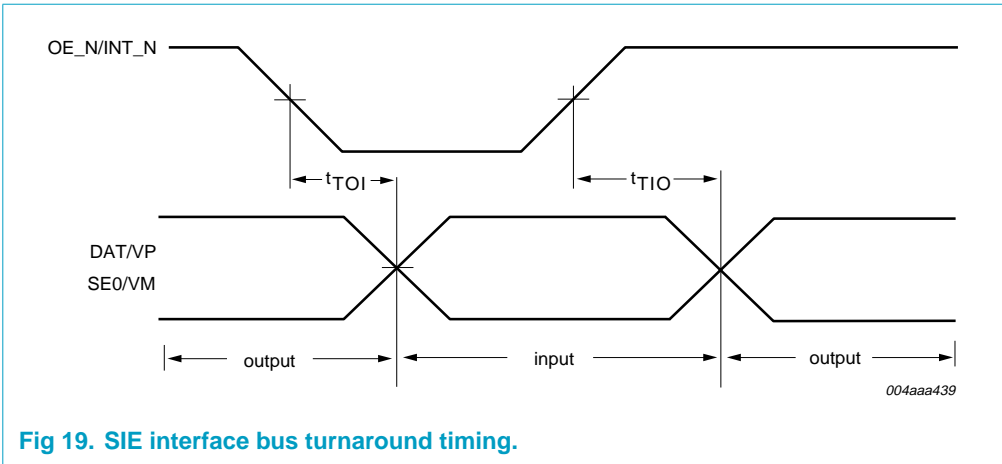 OE_N/INT_N
tTOI
tTIO
DAT/VP
SE0/VM
output
input
output
004aaa439
Fig 19. SIE interface bus turnaround timing.